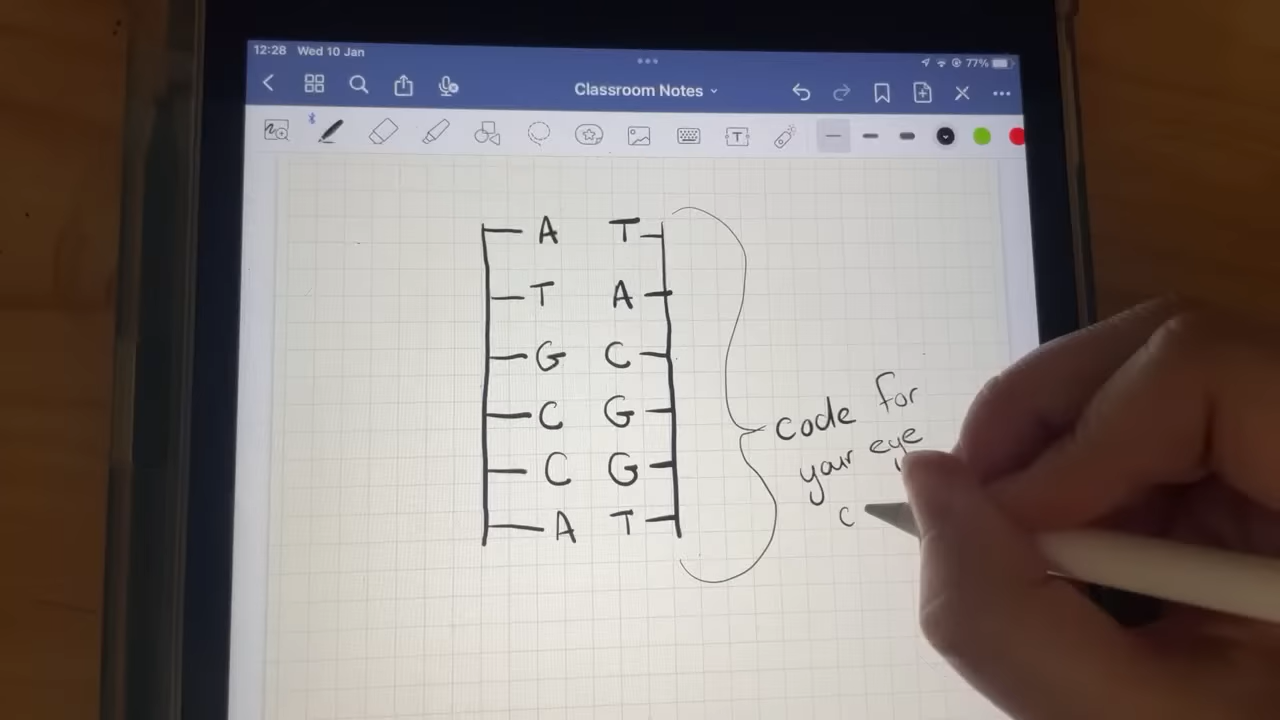 12:28 Wed 10 Jan
77%
Classroom Notes
T
A T
T A
G C
C G
C G
A T
code for
your eye
c